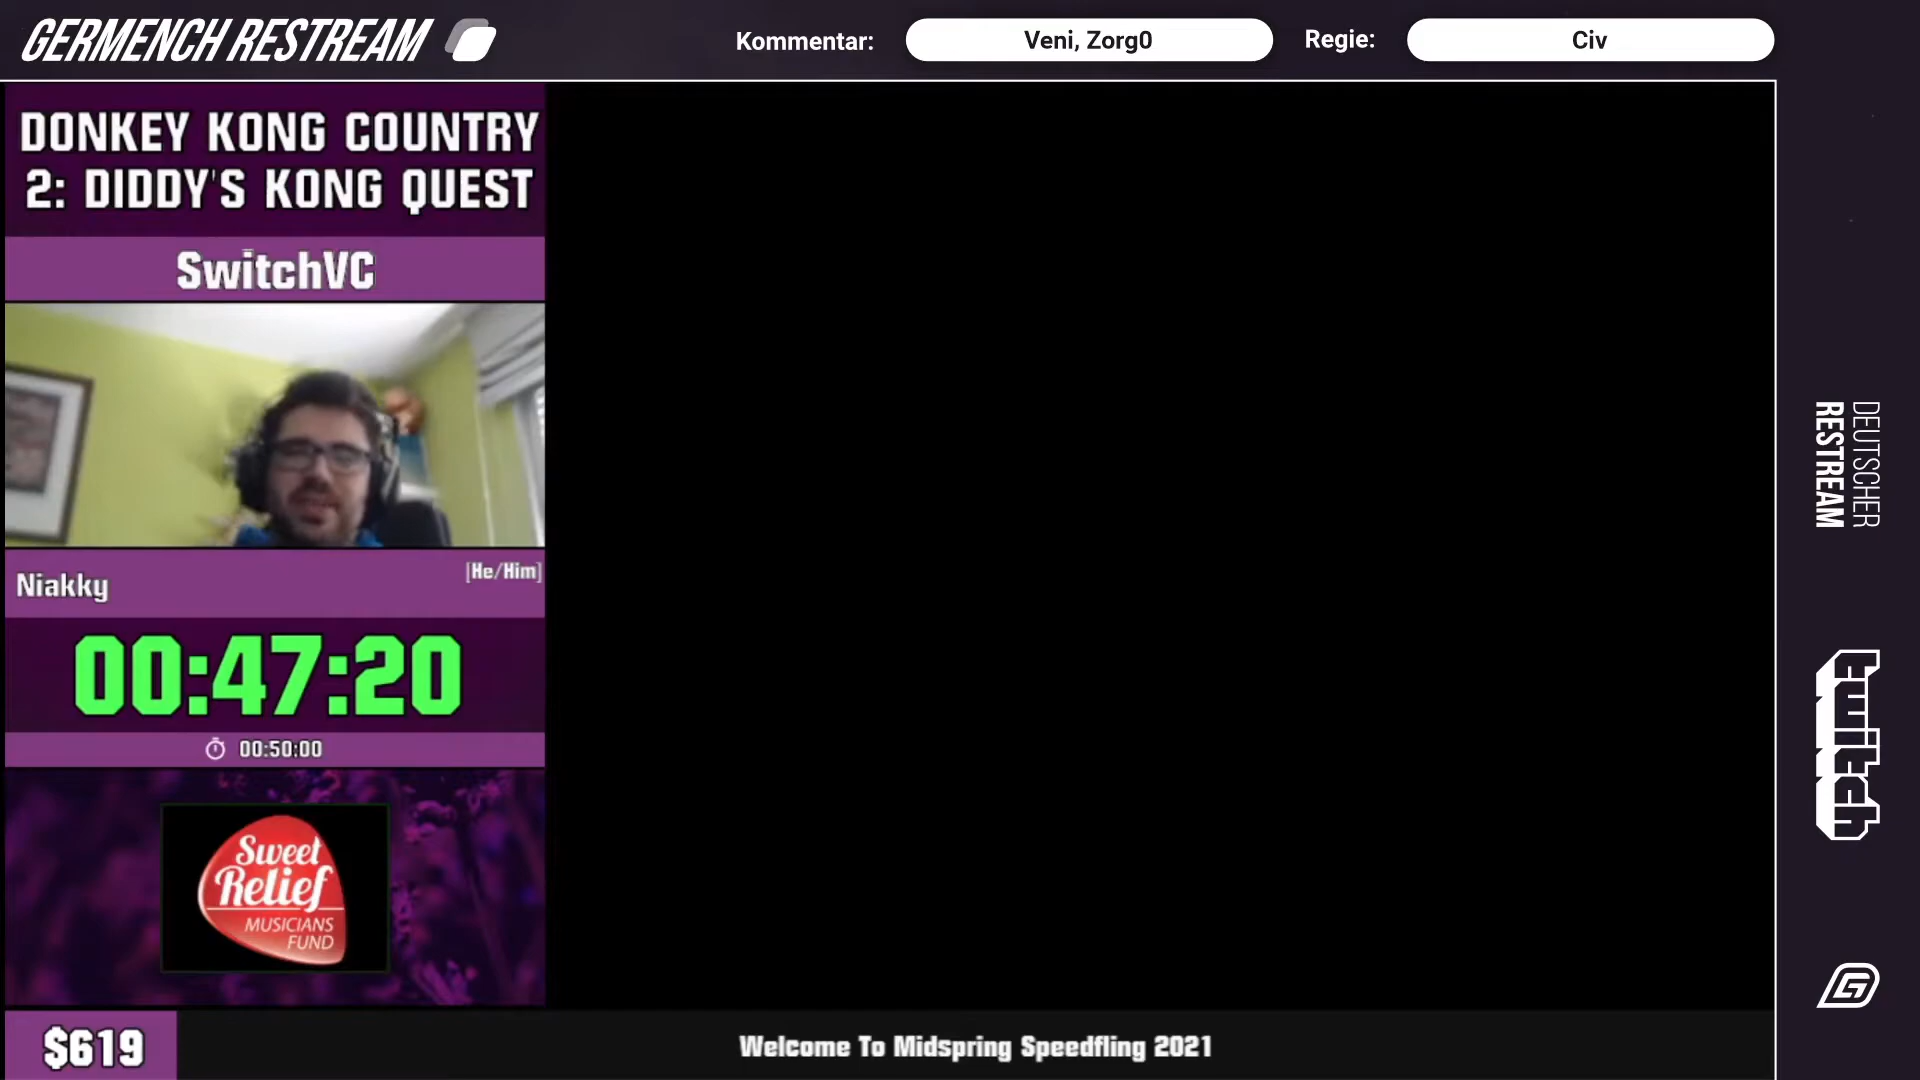 GERMENCH RESTREAM
Kommentar:
Veni, Zorg0
Regie:
Civ
DONKEY KONG COUNTRY
2: DIDDY'S KONG QUEST
SwitchVC
Niakky
[He/Him]
00:47:20
00:50:00
Sweet
Relief
MUSICIANS
FUND
$619
Welcome To Midspring Speedfling 2021
DEUTSCHER
RESTREAM
twitch
G